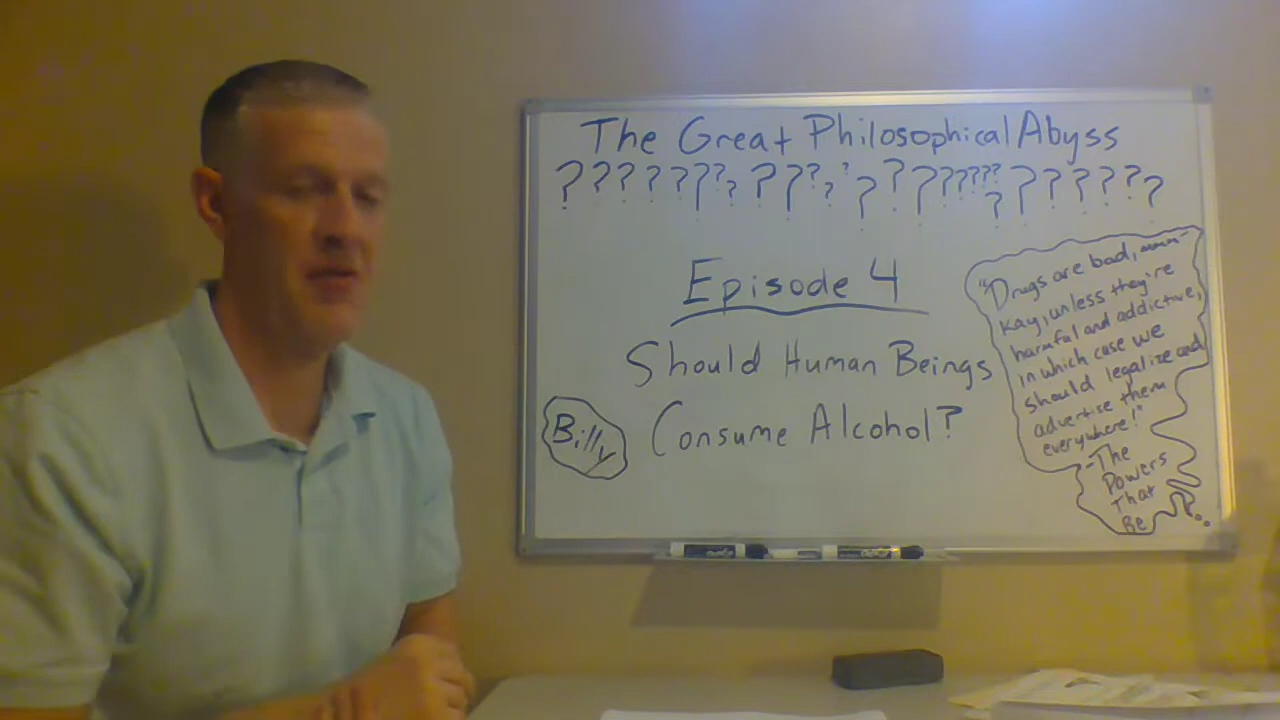 The Great Philosophical Abyss
? ? ? ? ? ? ? ? ? ? ? ? ? ? ? ? ? ? ? ? ? ? ? ? ? ? ? ? ? ?
Episode 4
Should Human Beings
Consume Alcohol?
Billy
"Drugs are bad, mmm-
kay, unless they're
harmful and addictive,
in which case we
should legalize and
advertise them
everywhere!"
-The
Powers
That
Be